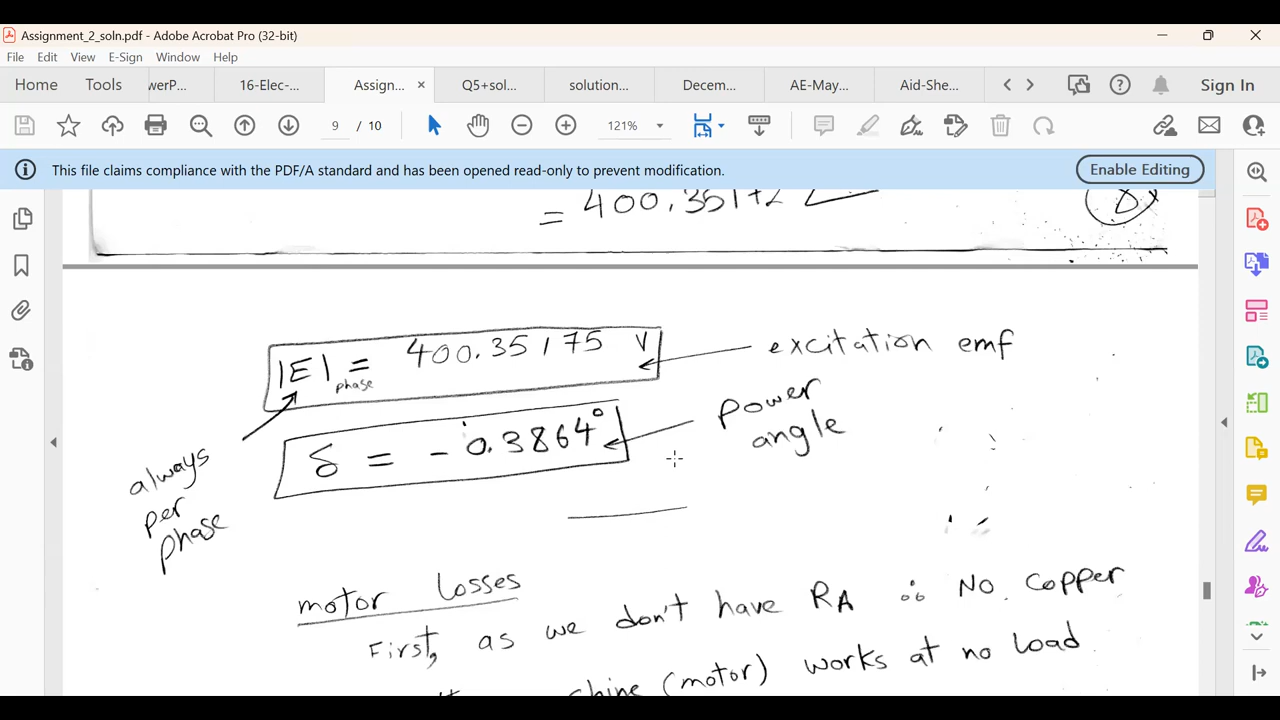 Assignment_2_soln.pdf - Adobe Acrobat Pro (32-bit)
File Edit View Window Help
Home Tools werP... 16-Elec-... Assign... × Q5+sol... solution... Decem... AE-May... Aid-She... Sign In
9 / 10 121%
This file claims compliance with the PDF/A standard and has been opened read-only to prevent modification. Enable Editing
= 400.35172
|E|phase = 400.35175 V
excitation emf
δ = - 0.3864°
power
angle
always
per
phase
motor losses
First, as we don't have RA ∴ No copper
(motor) works at no load